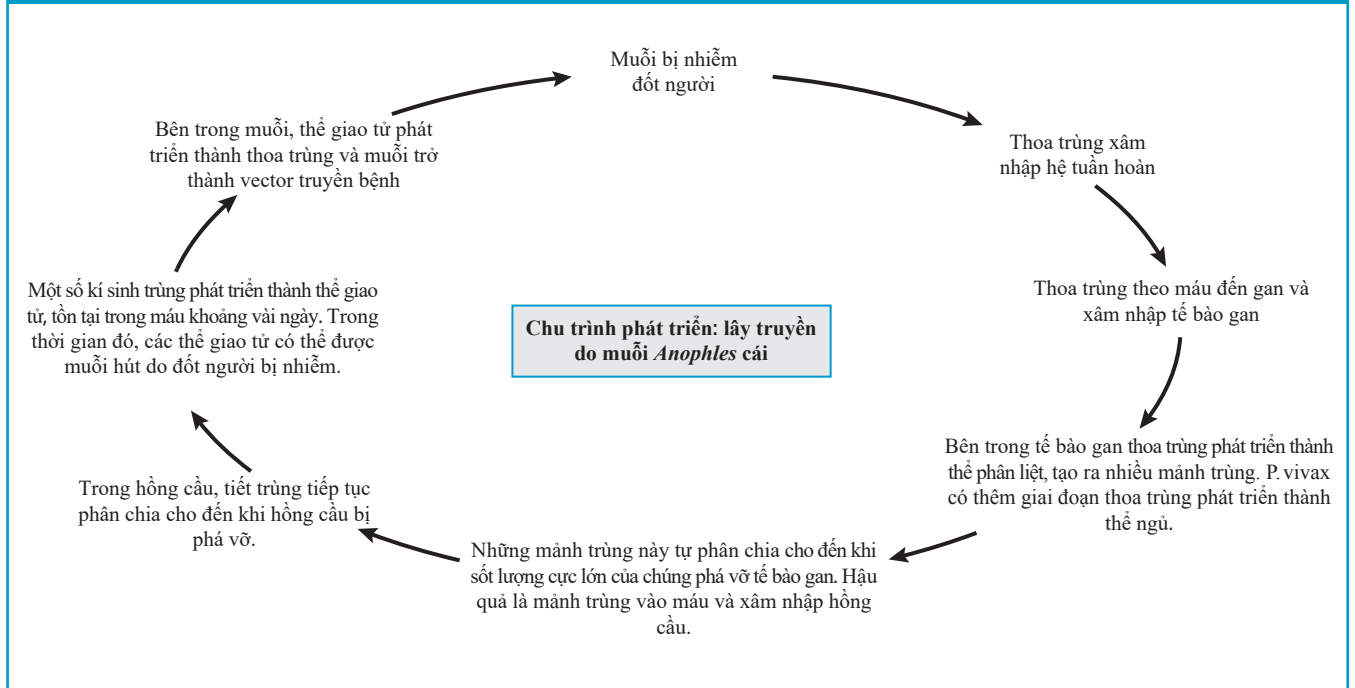 Muỗi bị nhiễm
đốt người
Thoa trùng xâm
nhập hệ tuần hoàn
Thoa trùng theo máu đến gan và
xâm nhập tế bào gan
Bên trong tế bào gan thoa trùng phát triển thành
thể phân liệt, tạo ra nhiều mảnh trùng. P. vivax
có thêm giai đoạn thoa trùng phát triển thành
thể ngủ.
Những mảnh trùng này tự phân chia cho đến khi
sốt lượng cực lớn của chúng phá vỡ tế bào gan. Hậu
quả là mảnh trùng vào máu và xâm nhập hồng
cầu.
Trong hồng cầu, tiết trùng tiếp tục
phân chia cho đến khi hồng cầu bị
phá vỡ.
Một số kí sinh trùng phát triển thành thể giao
tử, tồn tại trong máu khoảng vài ngày. Trong
thời gian đó, các thể giao tử có thể được
muỗi hút do đốt người bị nhiễm.
Bên trong muỗi, thể giao tử phát
triển thành thoa trùng và muỗi trở
thành vector truyền bệnh
Chu trình phát triển: lây truyền
do muỗi Anophles cái